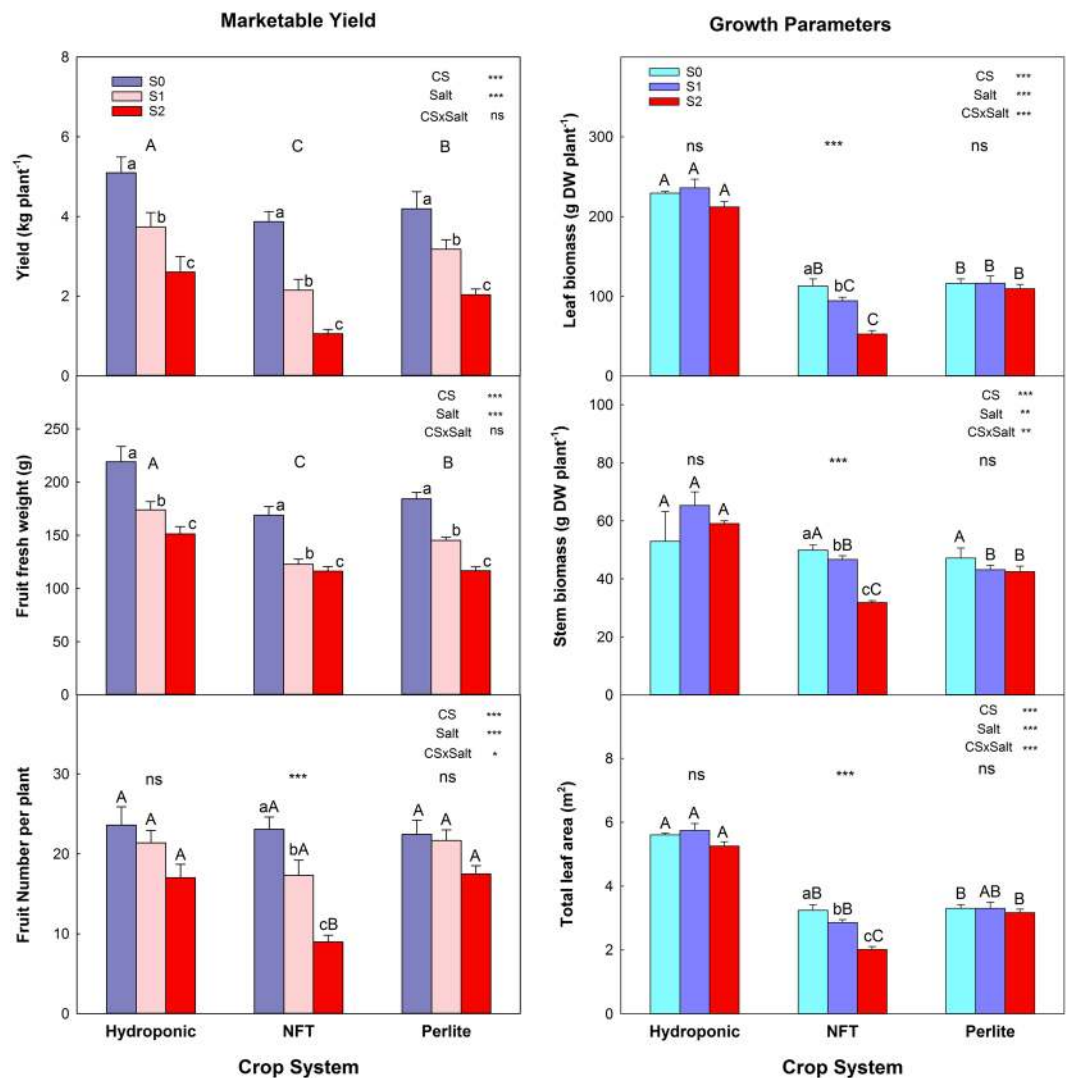 Marketable Yield
8
6
4
2
0
Yield (kg plant-1)
S0
S1
S2
CS ***
Salt ***
CSxSalt ns
A C B
a b c a b c a b c
250
200
150
100
50
0
Fruit fresh weight (g)
CS ***
Salt ***
CSxSalt ns
A C B
a b c a b c a b c
30
20
10
0
Fruit Number per plant
CS ***
Salt ***
CSxSalt *
ns *** ns
A A A aA bA cB A A A
Hydroponic NFT Perlite
Crop System
Growth Parameters
300
200
100
0
Leaf biomass (g DW plant-1)
S0
S1
S2
CS ***
Salt ***
CSxSalt ***
ns *** ns
A A A aB bC C B B B
100
80
60
40
20
0
Stem biomass (g DW plant-1)
CS ***
Salt **
CSxSalt **
ns *** ns
A A A aA bB cC A B B
8
6
4
2
0
Total leaf area (m2)
CS ***
Salt ***
CSxSalt ***
ns *** ns
A A A aB bB cC B AB B
Hydroponic NFT Perlite
Crop System